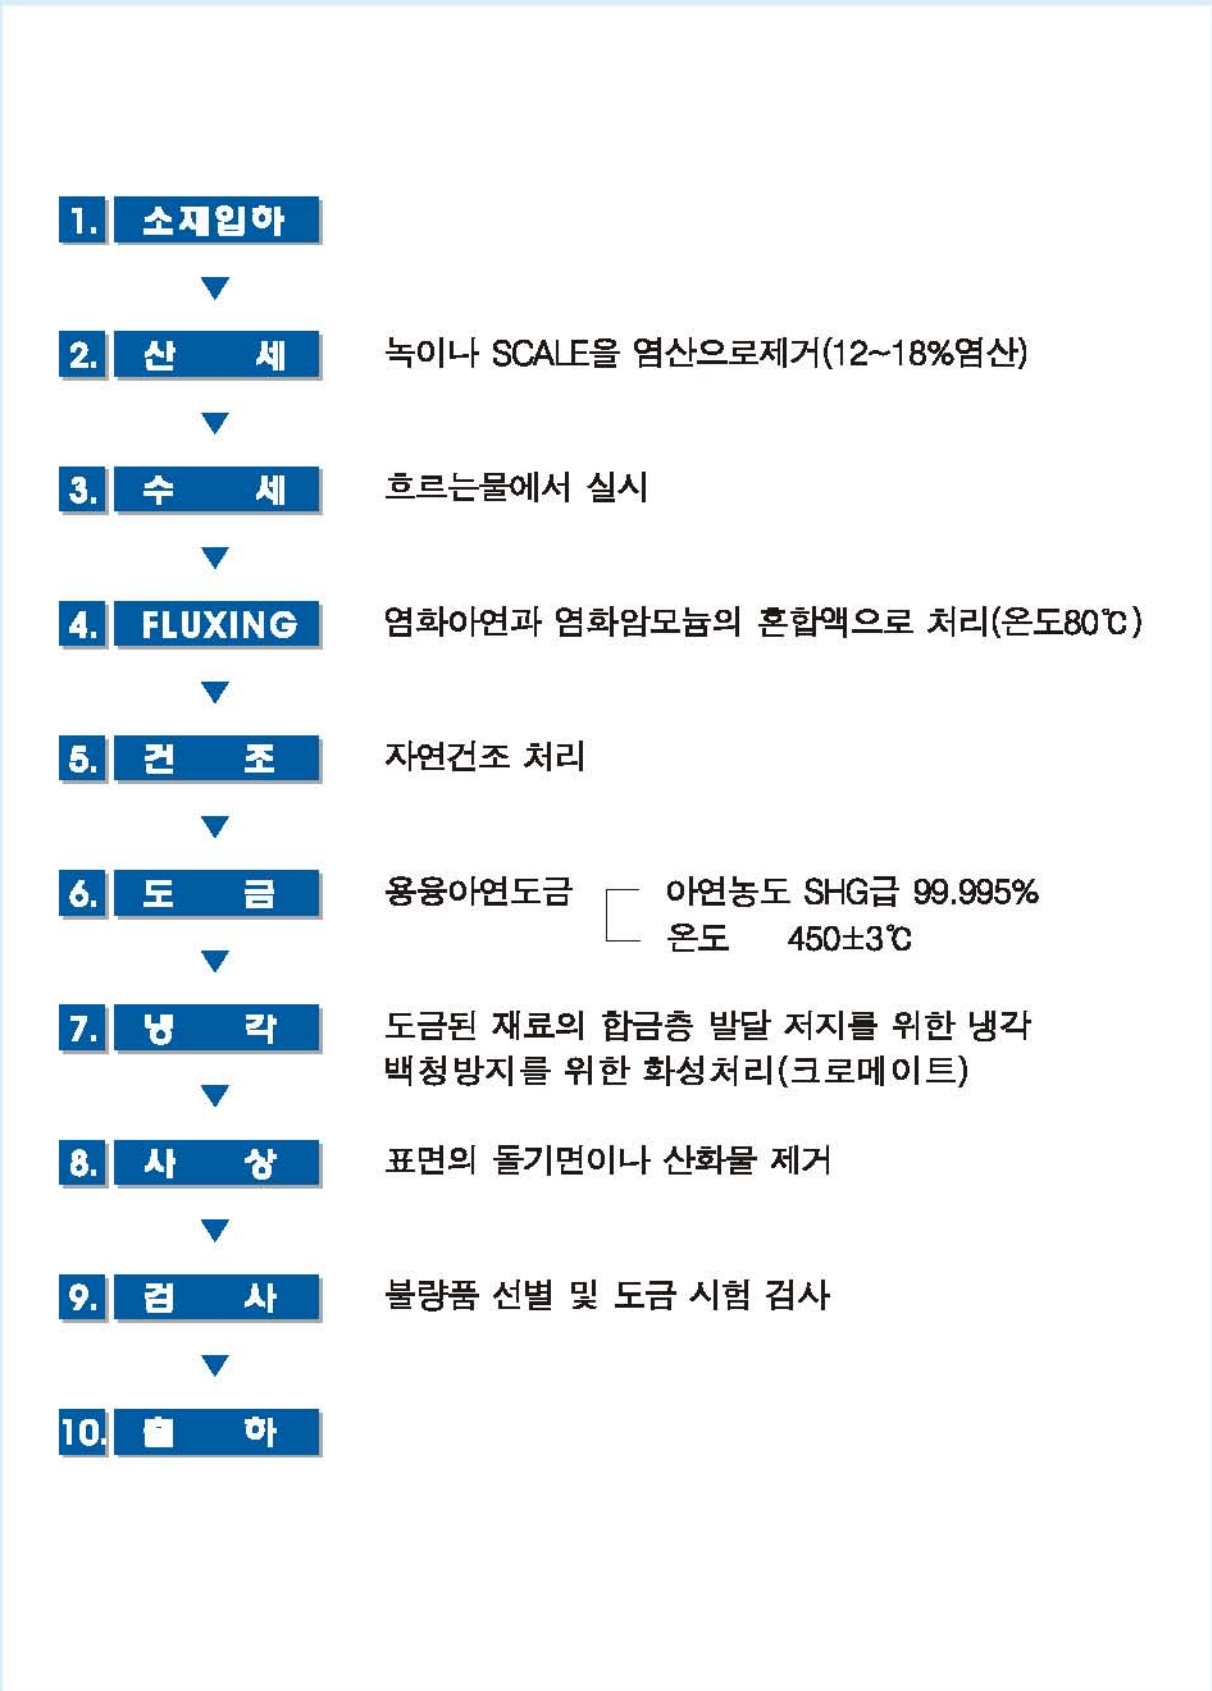 1. 소재입하
2. 산 세 녹이나 SCALE을 염산으로제거(12~18%염산)
3. 수 세 흐르는물에서 실시
4. FLUXING 염화아연과 염화암모늄의 혼합액으로 처리(온도80℃)
5. 건 조 자연건조 처리
6. 도 금 용융아연도금 아연농도 SHG급 99.995%
온도 450±3℃
7. 냉 각 도금된 재료의 합금층 발달 저지를 위한 냉각
백청방지를 위한 화성처리(크로메이트)
8. 사 상 표면의 돌기면이나 산화물 제거
9. 검 사 불량품 선별 및 도금 시험 검사
10. 출 하